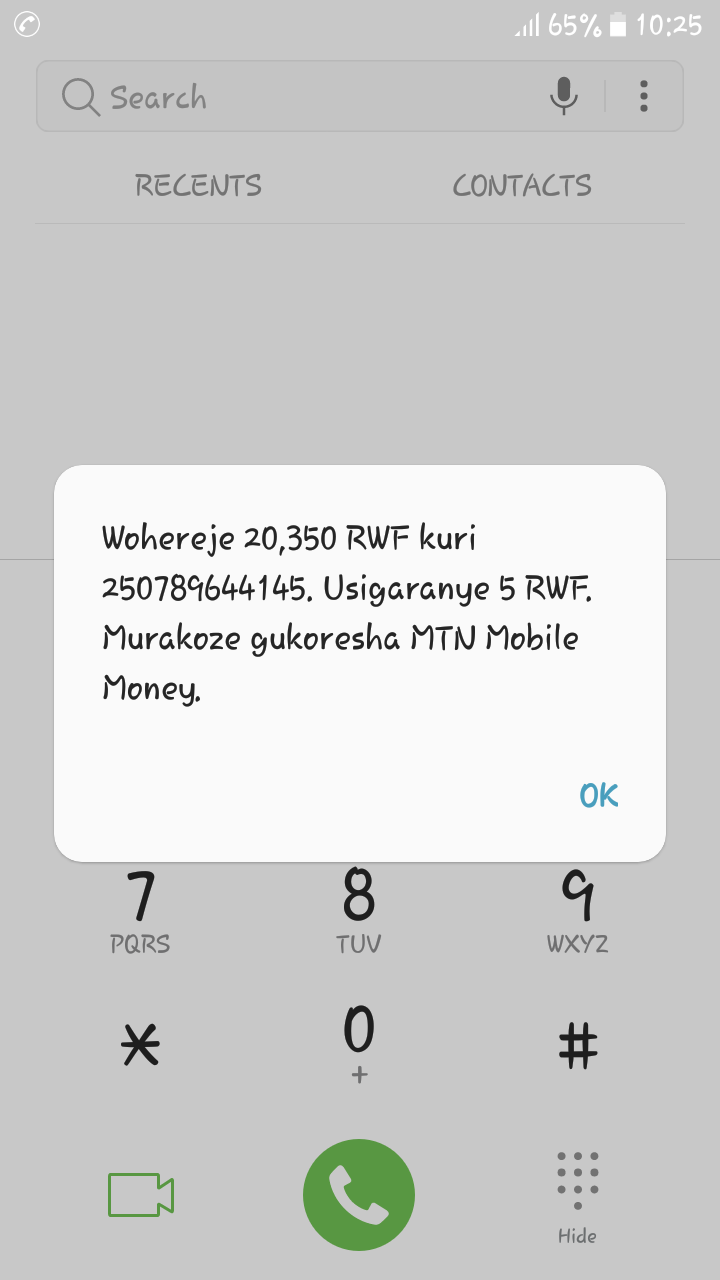 65% 10:25
Search
RECENTS CONTACTS
Wohereje 20,350 RWF kuri
250789644145. Usigaranye 5 RWF.
Murakoze gukoresha MTN Mobile
Money.
OK
7 8 9
PQRS TUV WXYZ
* 0 #
+
Hide